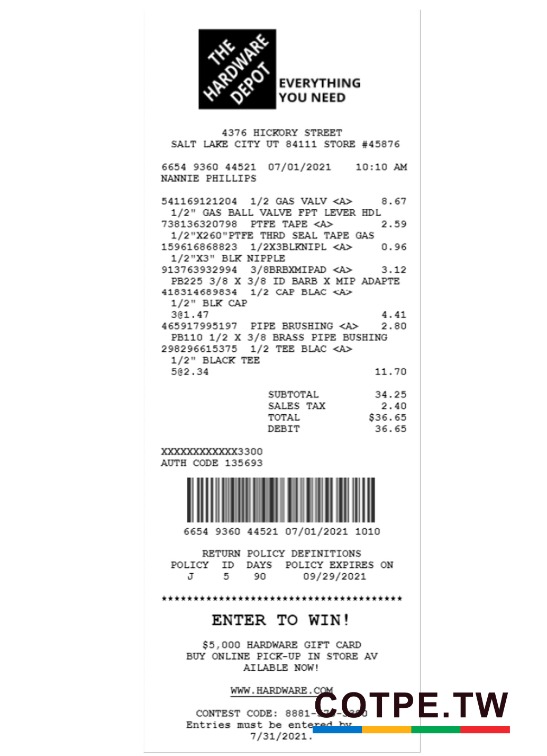 THE
HARDWARE
DEPOT
EVERYTHING
YOU NEED
4376 HICKORY STREET
SALT LAKE CITY UT 84111 STORE #45876
6654 9360 44521 07/01/2021 10:10 AM
NANNIE PHILLIPS
541169121204 1/2 GAS VALV <A> 8.67
1/2" GAS BALL VALVE FPT LEVER HDL
738136320798 PTFE TAPE <A> 2.59
1/2"X260"PTFE THRD SEAL TAPE GAS
159616868823 1/2X3BLKNIPL <A> 0.96
1/2"X3" BLK NIPPLE
913763932994 3/8BRBXMIPAD <A> 3.12
PB225 3/8 X 3/8 ID BARB X MIP ADAPTE
418314689834 1/2 CAP BLAC <A>
1/2" BLK CAP
3@1.47 4.41
465917995197 PIPE BRUSHING <A> 2.80
PB110 1/2 X 3/8 BRASS PIPE BUSHING
298296615375 1/2 TEE BLAC <A>
1/2" BLACK TEE
5@2.34 11.70
SUBTOTAL 34.25
SALES TAX 2.40
TOTAL $36.65
DEBIT 36.65
XXXXXXXXXXXX3300
AUTH CODE 135693
6654 9360 44521 07/01/2021 1010
RETURN POLICY DEFINITIONS
POLICY ID DAYS POLICY EXPIRES ON
J 5 90 09/29/2021
****************************************
ENTER TO WIN!
$5,000 HARDWARE GIFT CARD
BUY ONLINE PICK-UP IN STORE AV
AILABLE NOW!
WWW.HARDWARE.COM
COTPE.TW
CONTEST CODE:
Entries must be entered by
7/31/2021.